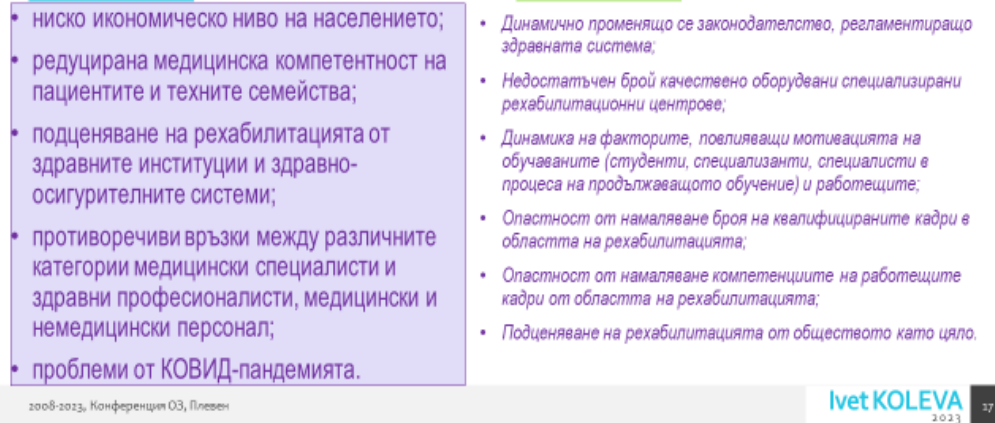 • ниско икономическо ниво на населението;
• редуцирана медицинска компетентност на
пациентите и техните семейства;
• подценяване на рехабилитацията от
здравните институции и здравно-
осигурителните системи;
• противоречиви връзки между различните
категории медицински специалисти и
здравни професионалисти, медицински и
немедицински персонал;
• проблеми от КОВИД-пандемията.
• Динамично променящо се законодателство, регламентиращо
здравната система;
• Недостатъчен брой качествено оборудвани специализирани
рехабилитационни центрове;
• Динамика на факторите, повлияващи мотивацията на
обучаваните (студенти, специализанти, специалисти в
процеса на продължаващото обучение) и работещите;
• Опастност от намаляване броя на квалифицираните кадри в
областта на рехабилитацията;
• Опастност от намаляване компетенциите на работещите
кадри от областта на рехабилитацията;
• Подценяване на рехабилитацията от обществото като цяло.
2008-2023, Конференция ОЗ, Плевен
Ivet KOLEVA
2023
17